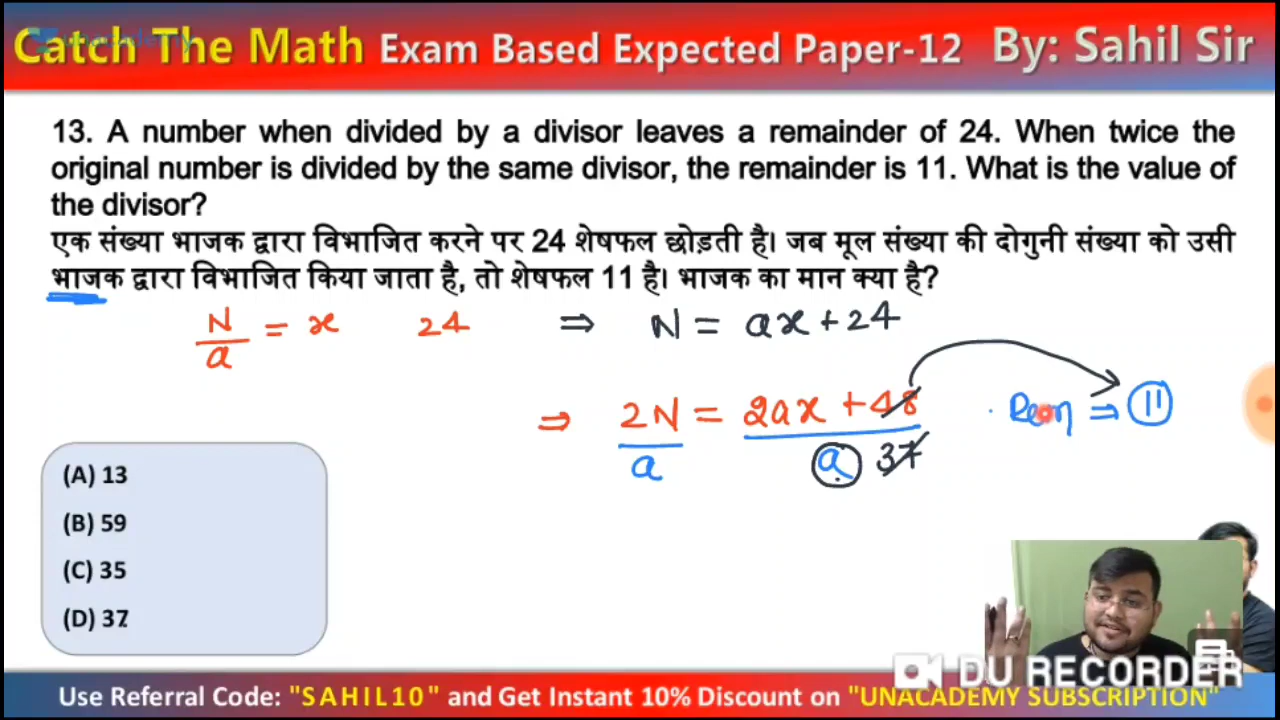 Catch The Math Exam Based Expected Paper-12 By: Sahil Sir
13. A number when divided by a divisor leaves a remainder of 24. When twice the
original number is divided by the same divisor, the remainder is 11. What is the value of
the divisor?
एक संख्या भाजक द्वारा विभाजित करने पर 24 शेषफल छोड़ती है। जब मूल संख्या की दोगुनी संख्या को उसी
भाजक द्वारा विभाजित किया जाता है, तो शेषफल 11 है। भाजक का मान क्या है?
N/a = x 24 ⇒ N = ax + 24
⇒ 2N/a = 2ax + 48/a 37 Rem ⇒ 11
(A) 13
(B) 59
(C) 35
(D) 37
DU RECORDER
Use Referral Code: "SAHIL10" and Get Instant 10% Discount on "UNACADEMY SUBSCRIPTION"